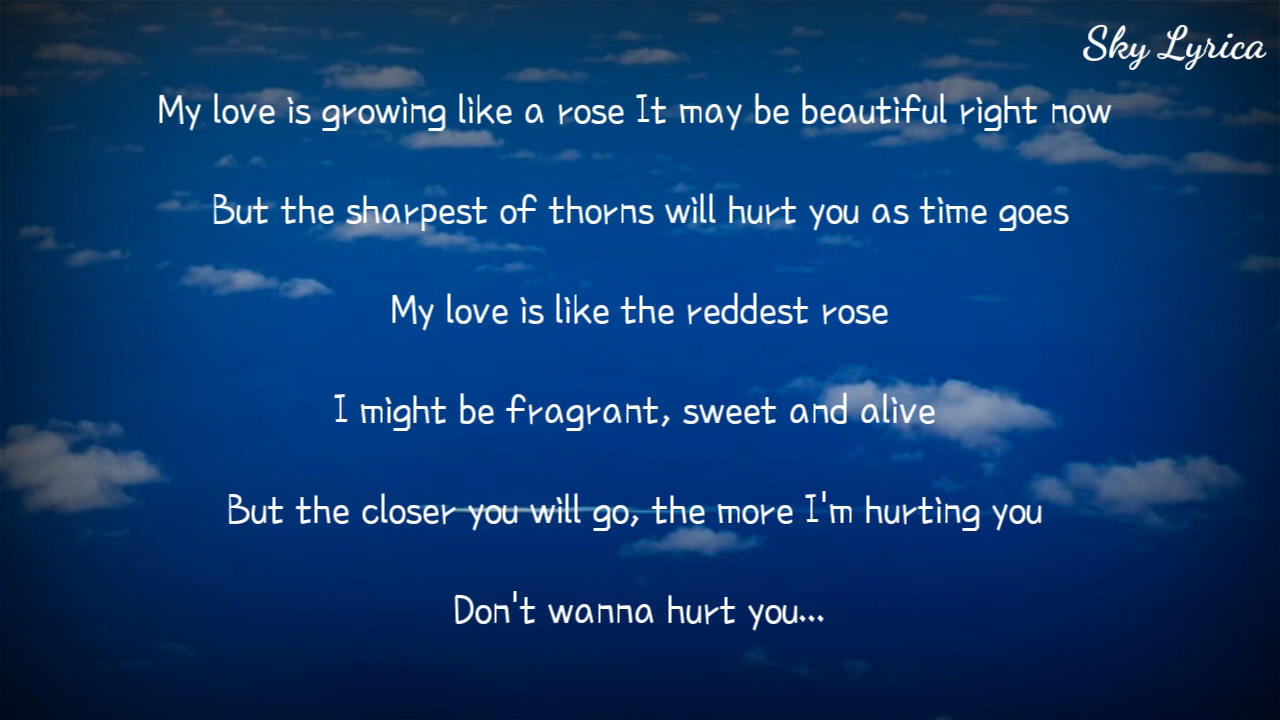 Sky Lyrica
My love is growing like a rose It may be beautiful right now
But the sharpest of thorns will hurt you as time goes
My love is like the reddest rose
I might be fragrant, sweet and alive
But the closer you will go, the more I'm hurting you
Don't wanna hurt you...